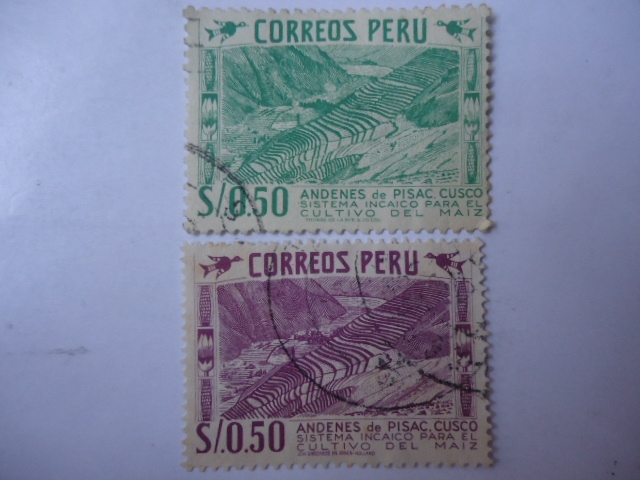 CORREOS PERU
S/0.50 ANDENES de PISAC, CUSCO
SISTEMA INCAICO PARA EL
CULTIVO DEL MAIZ
CORREOS PERU
S/.0.50 ANDENES de PISAC, CUSCO
SISTEMA INCAICO PARA EL
CULTIVO DEL MAIZ